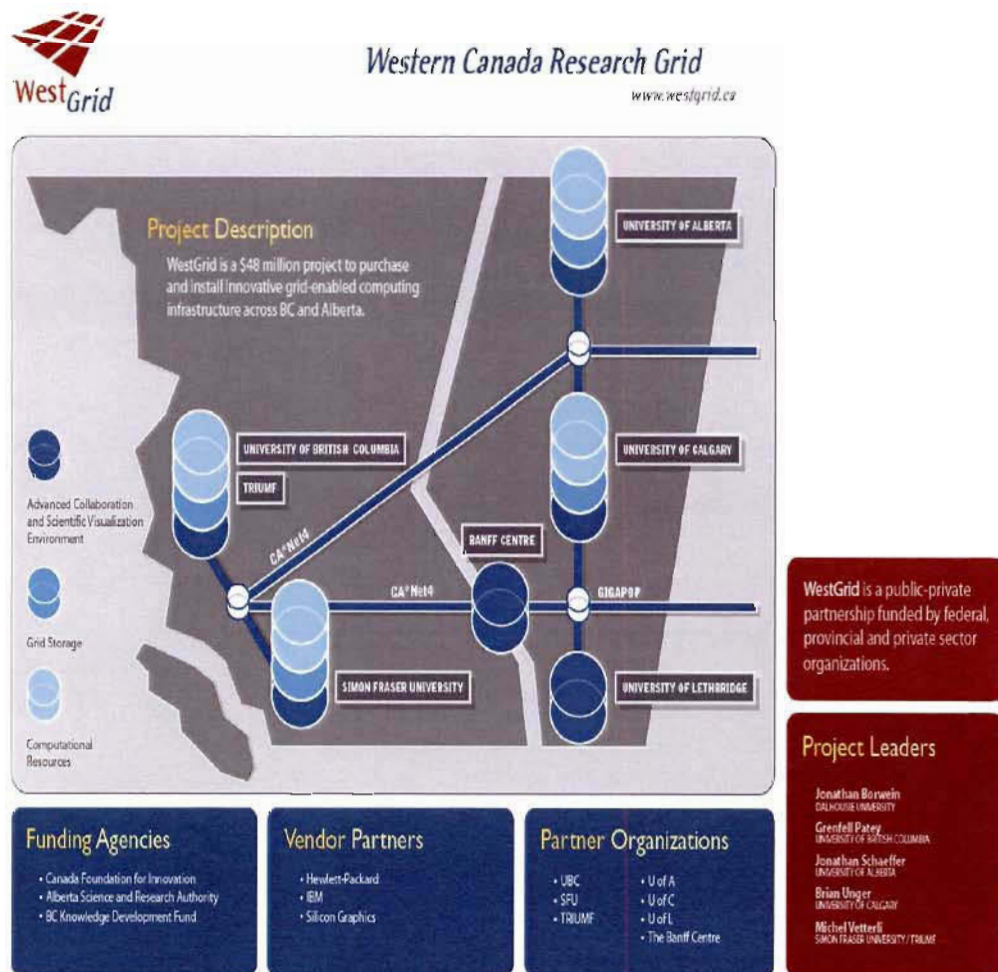 West Grid
Western Canada Research Grid
www.westgrid.ca
Project Description
WestGrid is a $48 million project to purchase
and install innovative grid-enabled computing
infrastructure across BC and Alberta.
UNIVERSITY OF ALBERTA
UNIVERSITY OF BRITISH COLUMBIA
TRIUMF
UNIVERSITY OF CALGARY
Advanced Collaboration
and Scientific Visualization
Environment
BANFF CENTRE
CA*Net4
CA*Net4
GIGAPOP
Grid Storage
SIMON FRASER UNIVERSITY
UNIVERSITY OF LETHBRIDGE
Computational
Resources
WestGrid is a public-private
partnership funded by federal,
provincial and private sector
organizations.
Funding Agencies
• Canada Foundation for Innovation
• Alberta Science and Research Authority
• BC Knowledge Development Fund
Vendor Partners
• Hewlett-Packard
• IBM
• Silicon Graphics
Partner Organizations
• UBC
• SFU
• TRIUMF
• U of A
• U of C
• U of L
• The Banff Centre
Project Leaders
Jonathan Borwein
DALHOUSIE UNIVERSITY
Grenfell Patey
UNIVERSITY OF BRITISH COLUMBIA
Jonathan Schaeffer
UNIVERSITY OF ALBERTA
Brian Unger
UNIVERSITY OF CALGARY
Michel Vetterli
SIMON FRASER UNIVERSITY / TRIUMF